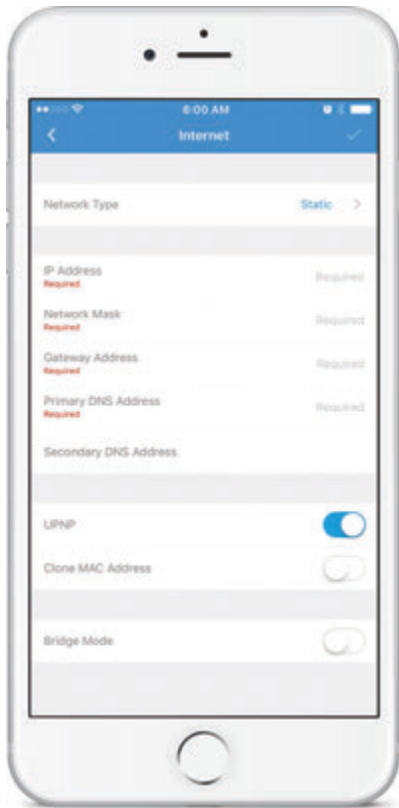 8:00 AM
Internet
Network Type Static
IP Address Required
Required
Network Mask Required
Required
Gateway Address Required
Required
Primary DNS Address Required
Required
Secondary DNS Address
UPNP
Clone MAC Address
Bridge Mode